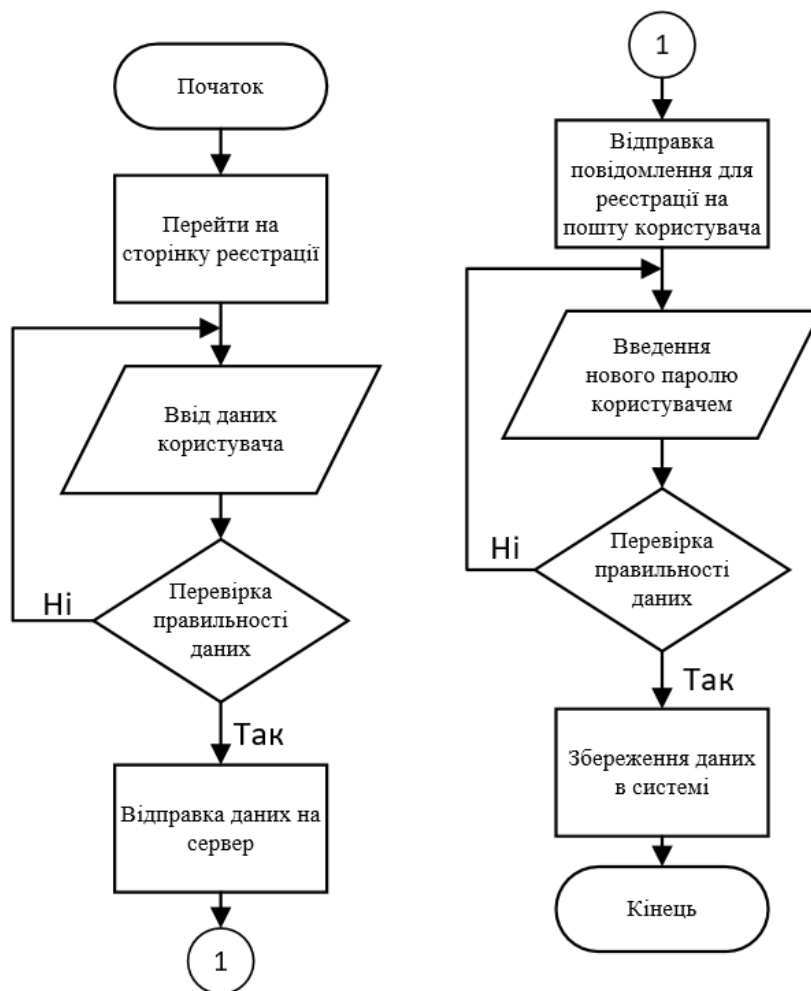 Початок
Перейти на
сторінку реєстрації
Ввід даних
користувача
Перевірка
правильності
даних
Ні
Так
Відправка даних на
сервер
1
1
Відправка
повідомлення для
реєстрації на
пошту користувача
Введення
нового паролю
користувачем
Перевірка
правильності
даних
Ні
Так
Збереження даних
в системі
Кінець